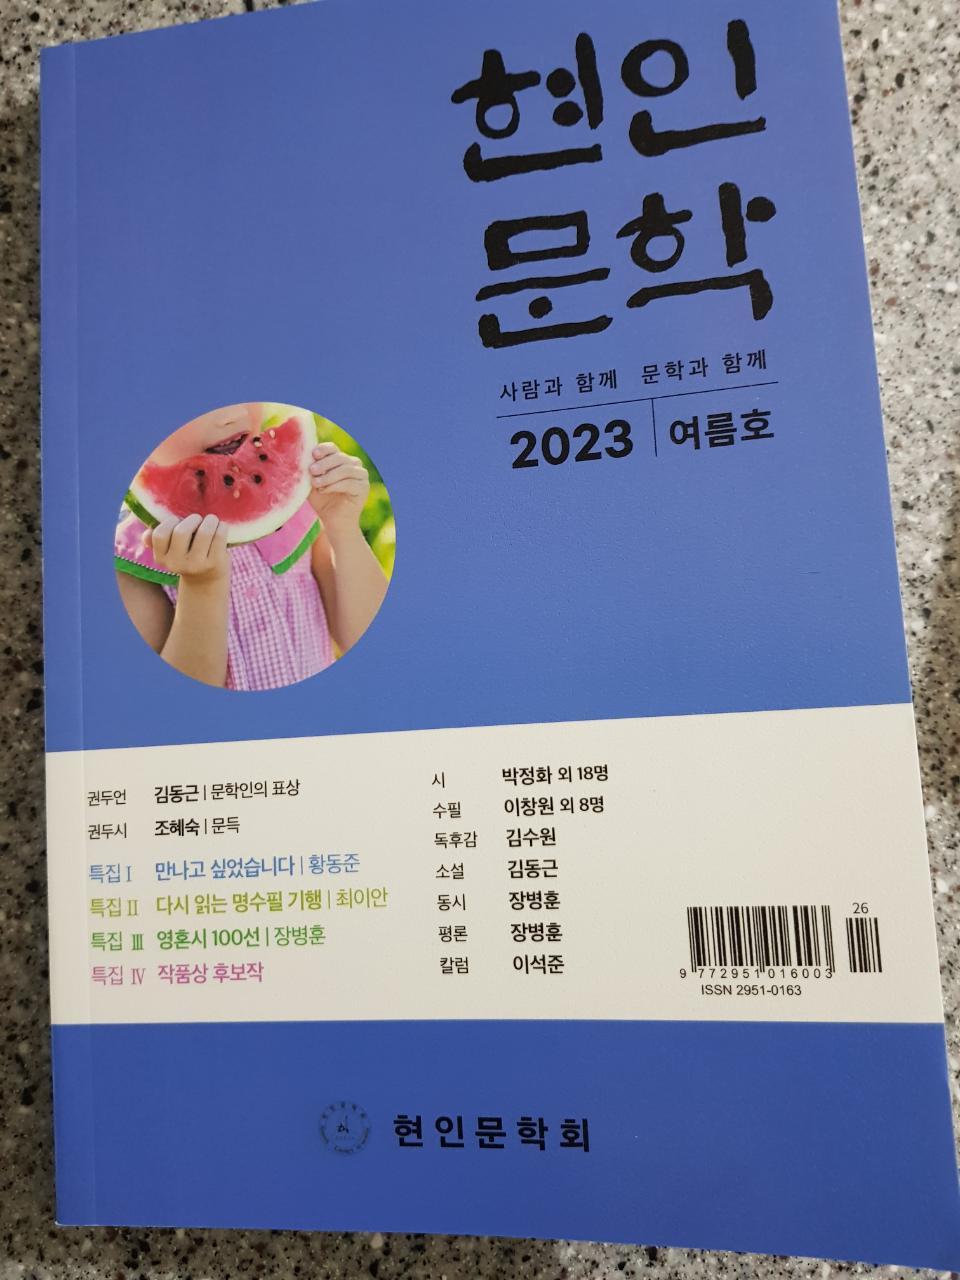 현인
문학
사람과 함께 문학과 함께
2023 | 여름호
권두언 김동근 | 문학인의 표상
권두시 조혜숙 | 문득
특집 Ⅰ 만나고 싶었습니다 | 황동준
특집 Ⅱ 다시 읽는 명수필 기행 | 최이안
특집 Ⅲ 영혼시 100선 | 장병훈
특집 Ⅳ 작품상 후보작
시 박정화 외 18명
수필 이창원 외 8명
독후감 김수원
소설 김동근
동시 장병훈
평론 장병훈
칼럼 이석준
26
9 772951 016003
ISSN 2951-0163
현인문학회